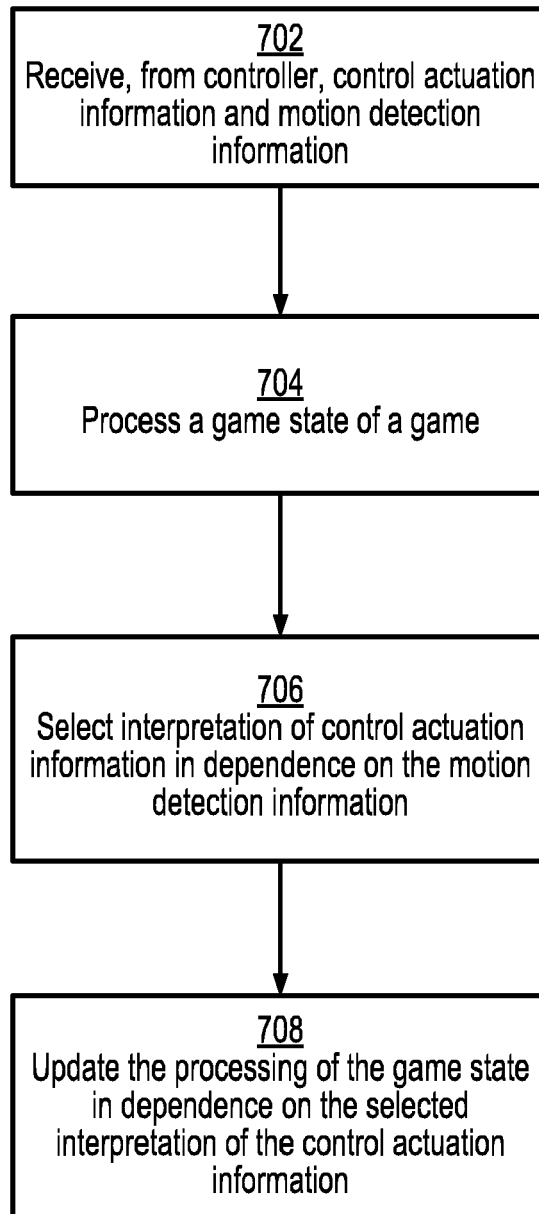 702
Receive, from controller, control actuation
information and motion detection
information
704
Process a game state of a game
706
Select interpretation of control actuation
information in dependence on the motion
detection information
708
Update the processing of the game state
in dependence on the selected
interpretation of the control actuation
information